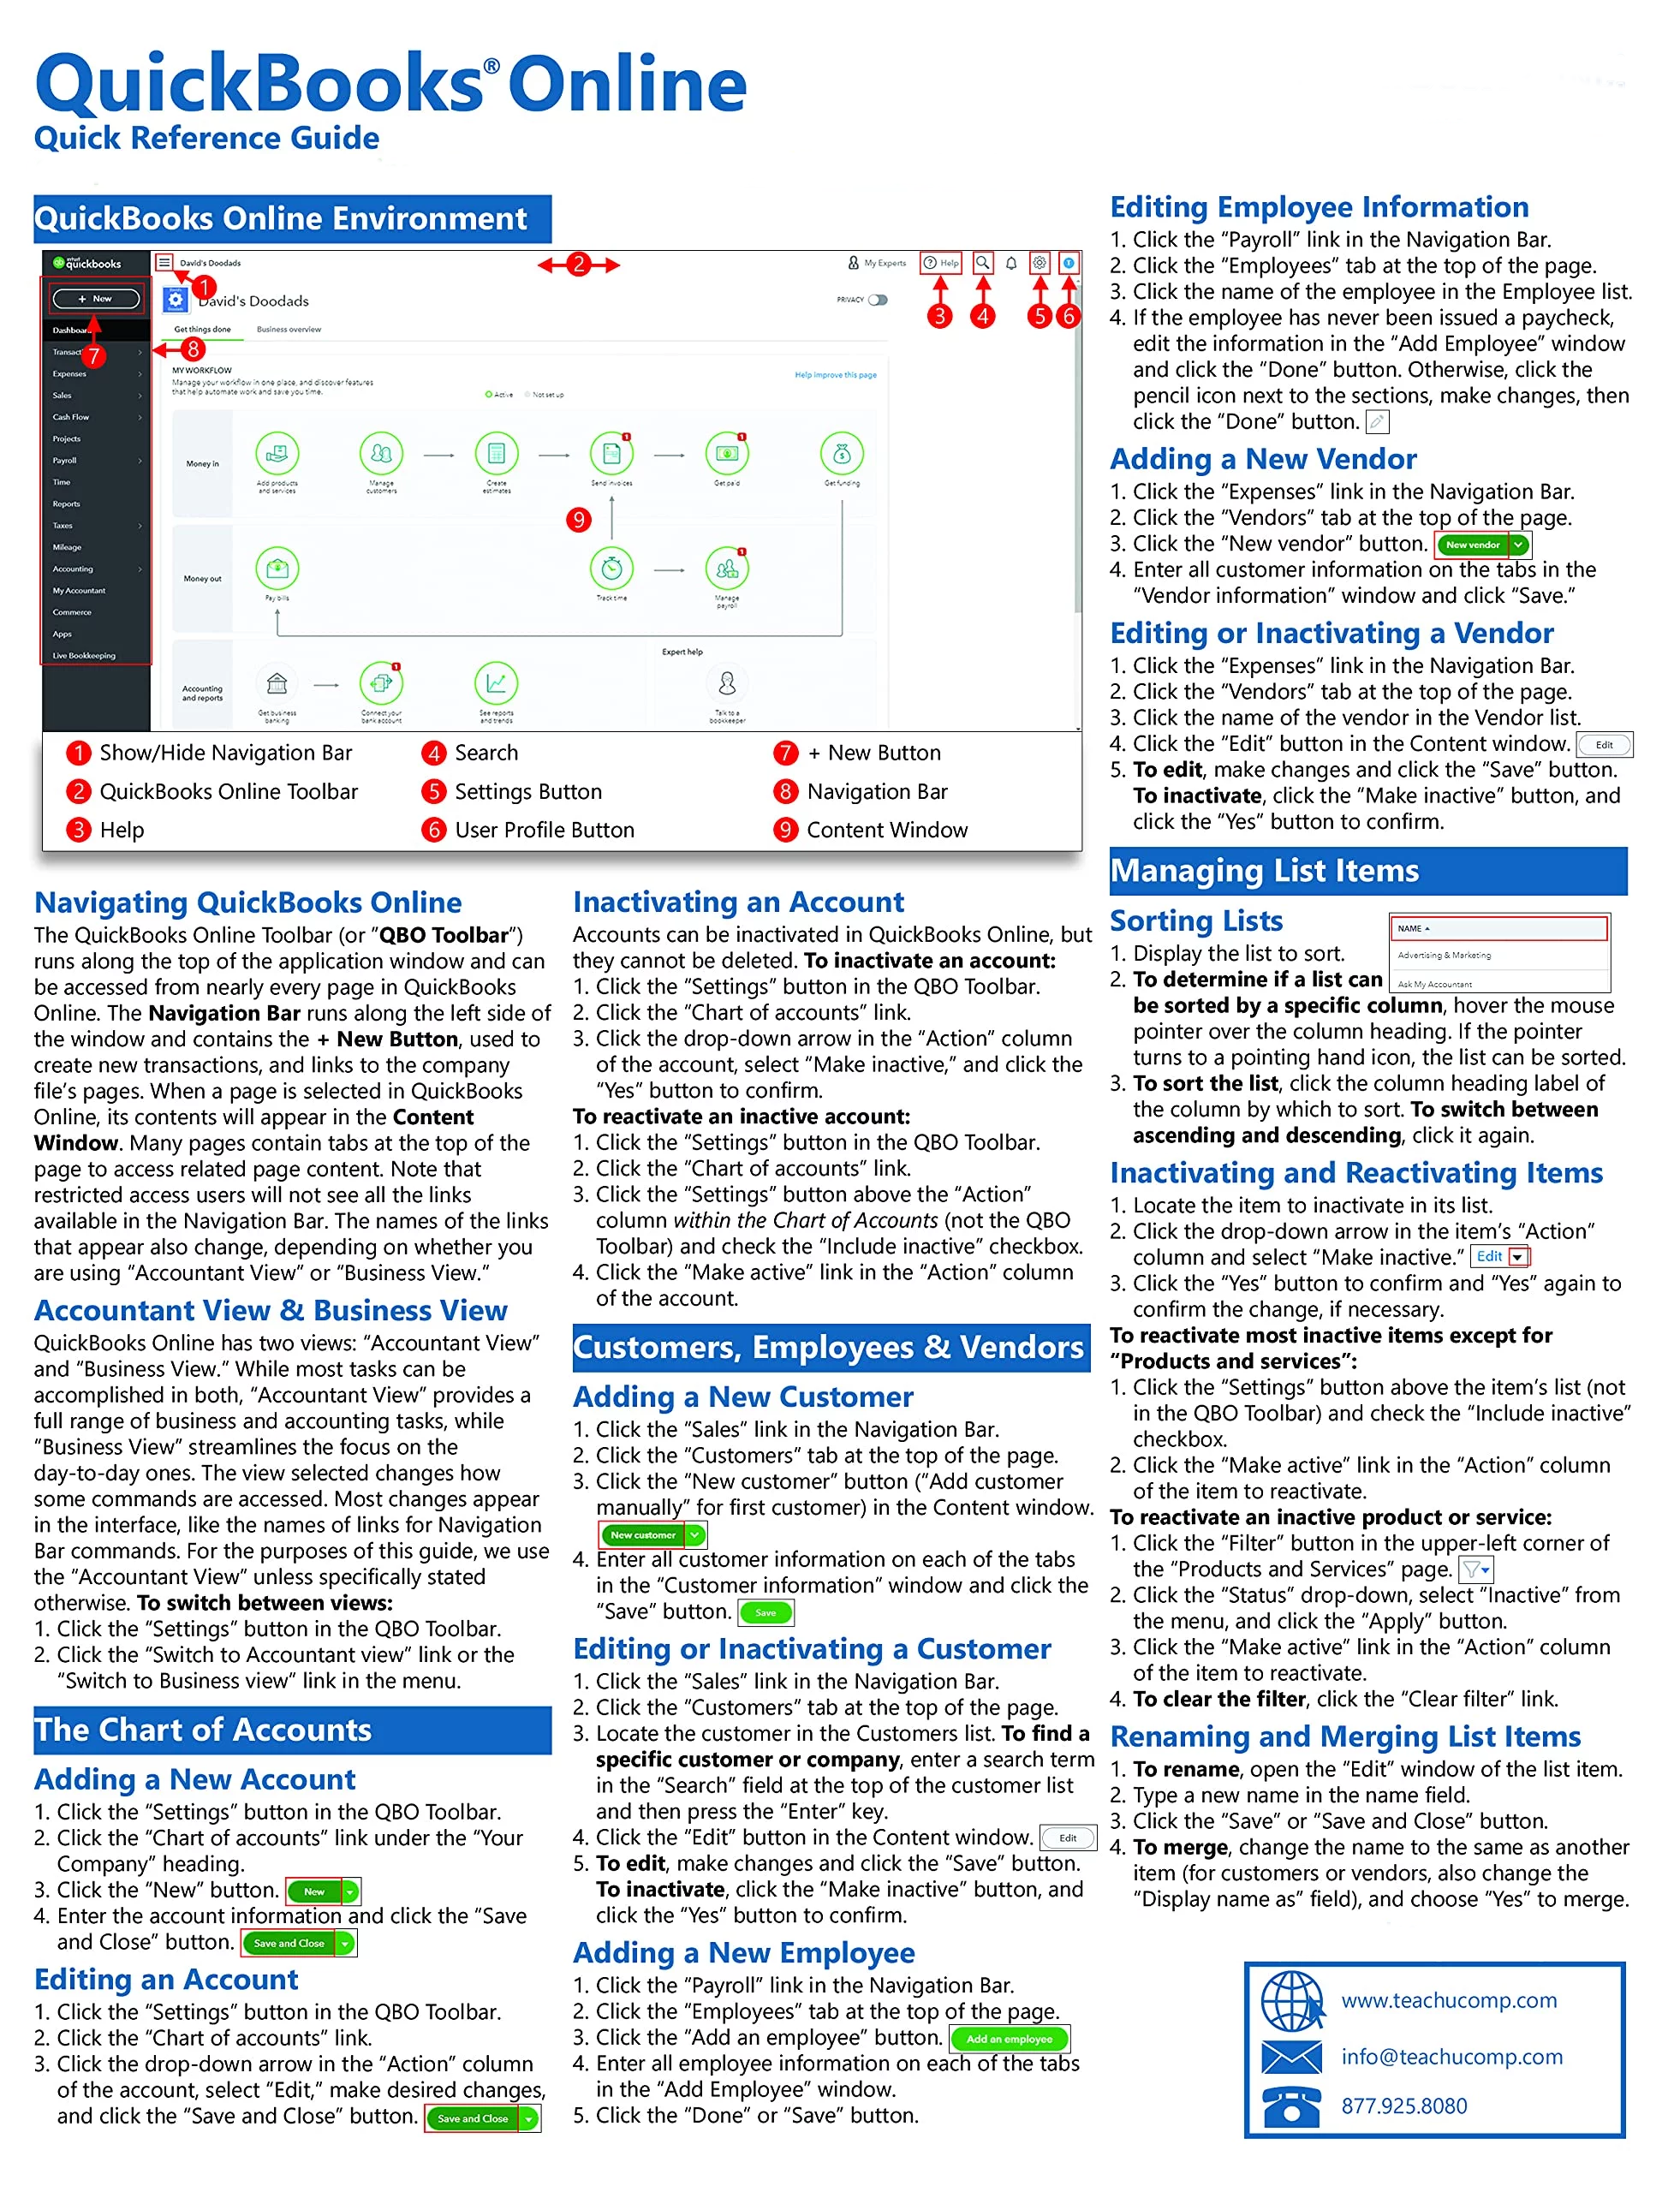 QuickBooks® Online
Quick Reference Guide
QuickBooks Online Environment
intuit quickbooks
David's Doodads
2
My Experts
Help
1
+ New
David's Doodads
PRIVACY
3
4
5
6
Get things done
Business overview
7
8
Dashboard
Transact
Expenses
Sales
Cash Flow
Projects
Payroll
Time
Reports
Taxes
Mileage
Accounting
My Accountant
Commerce
Apps
Live Bookkeeping
MY WORKFLOW
Manage your workflow in one place, and discover features
that help automate work and save you time.
Active
Not set up
Help improve this page
Money in
Add products
and services
Manage
customers
Create
estimates
1
Send invoices
1
Get paid
Get funding
9
Money out
Pay bills
Track time
1
Manage
payroll
Accounting
and reports
Get business
banking
1
Connect your
bank account
See reports
and trends
Expert help
Talk to a
bookkeeper
1 Show/Hide Navigation Bar
2 QuickBooks Online Toolbar
3 Help
4 Search
5 Settings Button
6 User Profile Button
7 + New Button
8 Navigation Bar
9 Content Window
Navigating QuickBooks Online
The QuickBooks Online Toolbar (or “QBO Toolbar”)
runs along the top of the application window and can
be accessed from nearly every page in QuickBooks
Online. The Navigation Bar runs along the left side of
the window and contains the + New Button, used to
create new transactions, and links to the company
file’s pages. When a page is selected in QuickBooks
Online, its contents will appear in the Content
Window. Many pages contain tabs at the top of the
page to access related page content. Note that
restricted access users will not see all the links
available in the Navigation Bar. The names of the links
that appear also change, depending on whether you
are using “Accountant View” or “Business View.”
Accountant View & Business View
QuickBooks Online has two views: “Accountant View”
and “Business View.” While most tasks can be
accomplished in both, “Accountant View” provides a
full range of business and accounting tasks, while
“Business View” streamlines the focus on the
day-to-day ones. The view selected changes how
some commands are accessed. Most changes appear
in the interface, like the names of links for Navigation
Bar commands. For the purposes of this guide, we use
the “Accountant View” unless specifically stated
otherwise. To switch between views:
1. Click the “Settings” button in the QBO Toolbar.
2. Click the “Switch to Accountant view” link or the
“Switch to Business view” link in the menu.
The Chart of Accounts
Adding a New Account
1. Click the “Settings” button in the QBO Toolbar.
2. Click the “Chart of accounts” link under the “Your
Company” heading.
3. Click the “New” button. New
4. Enter the account information and click the “Save
and Close” button. Save and Close
Editing an Account
1. Click the “Settings” button in the QBO Toolbar.
2. Click the “Chart of accounts” link.
3. Click the drop-down arrow in the “Action” column
of the account, select “Edit,” make desired changes,
and click the “Save and Close” button. Save and Close
Inactivating an Account
Accounts can be inactivated in QuickBooks Online, but
they cannot be deleted. To inactivate an account:
1. Click the “Settings” button in the QBO Toolbar.
2. Click the “Chart of accounts” link.
3. Click the drop-down arrow in the “Action” column
of the account, select “Make inactive,” and click the
“Yes” button to confirm.
To reactivate an inactive account:
1. Click the “Settings” button in the QBO Toolbar.
2. Click the “Chart of accounts” link.
3. Click the “Settings” button above the “Action”
column within the Chart of Accounts (not the QBO
Toolbar) and check the “Include inactive” checkbox.
4. Click the “Make active” link in the “Action” column
of the account.
Customers, Employees & Vendors
Adding a New Customer
1. Click the “Sales” link in the Navigation Bar.
2. Click the “Customers” tab at the top of the page.
3. Click the “New customer” button (“Add customer
manually” for first customer) in the Content window.
New customer
4. Enter all customer information on each of the tabs
in the “Customer information” window and click the
“Save” button. Save
Editing or Inactivating a Customer
1. Click the “Sales” link in the Navigation Bar.
2. Click the “Customers” tab at the top of the page.
3. Locate the customer in the Customers list. To find a
specific customer or company, enter a search term
in the “Search” field at the top of the customer list
and then press the “Enter” key.
4. Click the “Edit” button in the Content window. Edit
5. To edit, make changes and click the “Save” button.
To inactivate, click the “Make inactive” button, and
click the “Yes” button to confirm.
Adding a New Employee
1. Click the “Payroll” link in the Navigation Bar.
2. Click the “Employees” tab at the top of the page.
3. Click the “Add an employee” button. Add an employee
4. Enter all employee information on each of the tabs
in the “Add Employee” window.
5. Click the “Done” or “Save” button.
Editing Employee Information
1. Click the “Payroll” link in the Navigation Bar.
2. Click the “Employees” tab at the top of the page.
3. Click the name of the employee in the Employee list.
4. If the employee has never been issued a paycheck,
edit the information in the “Add Employee” window
and click the “Done” button. Otherwise, click the
pencil icon next to the sections, make changes, then
click the “Done” button.
Adding a New Vendor
1. Click the “Expenses” link in the Navigation Bar.
2. Click the “Vendors” tab at the top of the page.
3. Click the “New vendor” button. New vendor
4. Enter all customer information on the tabs in the
“Vendor information” window and click “Save.”
Editing or Inactivating a Vendor
1. Click the “Expenses” link in the Navigation Bar.
2. Click the “Vendors” tab at the top of the page.
3. Click the name of the vendor in the Vendor list.
4. Click the “Edit” button in the Content window. Edit
5. To edit, make changes and click the “Save” button.
To inactivate, click the “Make inactive” button, and
click the “Yes” button to confirm.
Managing List Items
Sorting Lists
NAME
Advertising & Marketing
Ask My Accountant
1. Display the list to sort.
2. To determine if a list can
be sorted by a specific column, hover the mouse
pointer over the column heading. If the pointer
turns to a pointing hand icon, the list can be sorted.
3. To sort the list, click the column heading label of
the column by which to sort. To switch between
ascending and descending, click it again.
Inactivating and Reactivating Items
1. Locate the item to inactivate in its list.
2. Click the drop-down arrow in the item’s “Action”
column and select “Make inactive.” Edit
3. Click the “Yes” button to confirm and “Yes” again to
confirm the change, if necessary.
To reactivate most inactive items except for
“Products and services”:
1. Click the “Settings” button above the item’s list (not
in the QBO Toolbar) and check the “Include inactive”
checkbox.
2. Click the “Make active” link in the “Action” column
of the item to reactivate.
To reactivate an inactive product or service:
1. Click the “Filter” button in the upper-left corner of
the “Products and Services” page.
2. Click the “Status” drop-down, select “Inactive” from
the menu, and click the “Apply” button.
3. Click the “Make active” link in the “Action” column
of the item to reactivate.
4. To clear the filter, click the “Clear filter” link.
Renaming and Merging List Items
1. To rename, open the “Edit” window of the list item.
2. Type a new name in the name field.
3. Click the “Save” or “Save and Close” button.
4. To merge, change the name to the same as another
item (for customers or vendors, also change the
“Display name as” field), and choose “Yes” to merge.
www.teachucomp.com
info@teachucomp.com
877.925.8080